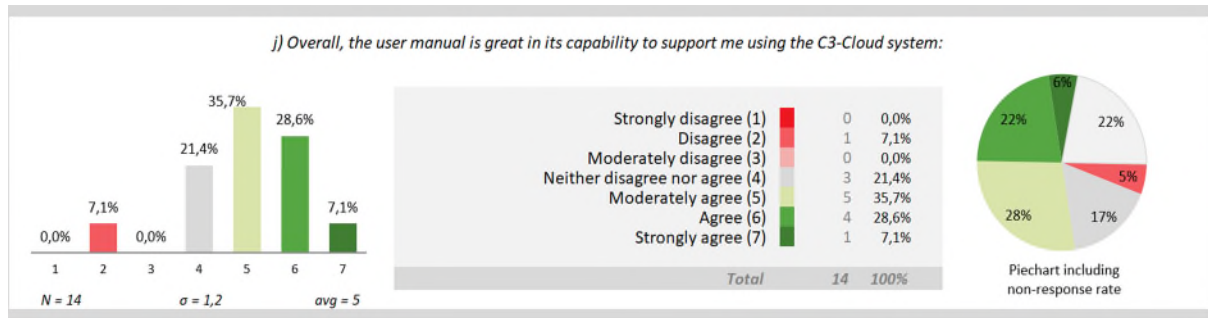 j) Overall, the user manual is great in its capability to support me using the C3-Cloud system:
0,0%
7,1%
0,0%
21,4%
35,7%
28,6%
7,1%
1 2 3 4 5 6 7
N = 14 σ = 1,2 avg = 5
Strongly disagree (1) 0 0,0%
Disagree (2) 1 7,1%
Moderately disagree (3) 0 0,0%
Neither disagree nor agree (4) 3 21,4%
Moderately agree (5) 5 35,7%
Agree (6) 4 28,6%
Strongly agree (7) 1 7,1%
Total 14 100%
6%
22%
22%
5%
28%
17%
Piechart including
non-response rate